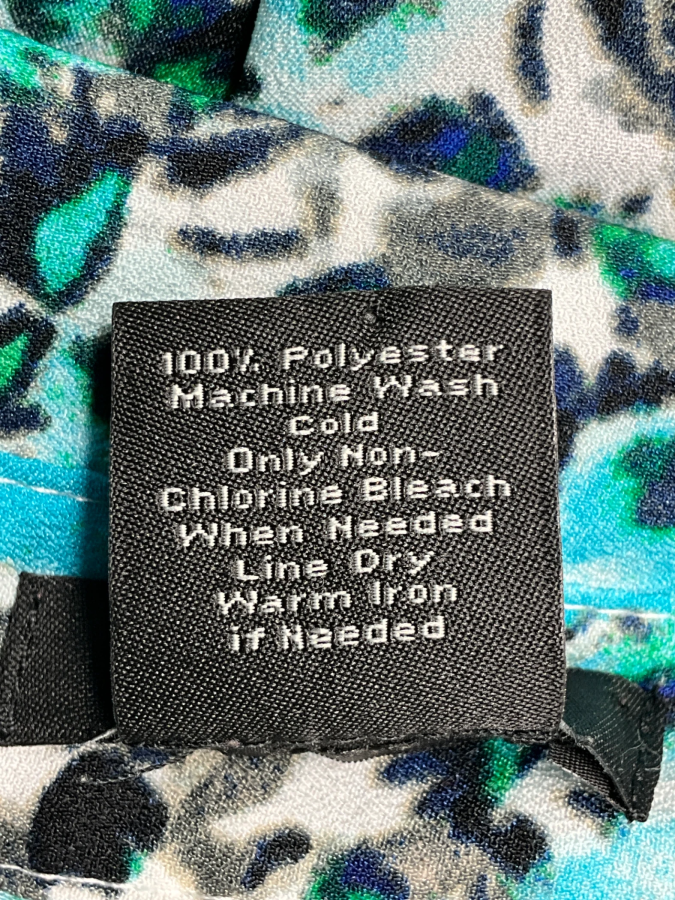 100% Polyester
Machine Wash
Cold
Only Non-
Chlorine Bleach
When Needed
Line Dry
Warm Iron
if Needed